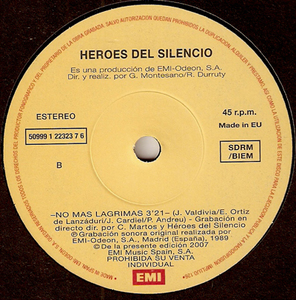 HEROES DEL SILENCIO
Es una producción de EMI-Odeon, S.A.
Dir. y realiz. por G. Montesano/R. Durruty
ESTEREO
45 r.p.m.
50999 1 22323 7 6
Made in EU
B
SDRM
/BIEM
–NO MAS LAGRIMAS 3'21– (J. Valdivia/E. Ortiz
de Lanzáduri/J. Cardiel/P. Andreu) - Grabación en
directo dir. por C. Martos y Héroes del Silencio
℗ Grabación sonora original realizada por
EMI-Odeon, S.A., Madrid (España), 1989
© De la presente edición 2007
EMI Music Spain, S.A.
PROHIBIDA SU VENTA
INDIVIDUAL
EMI